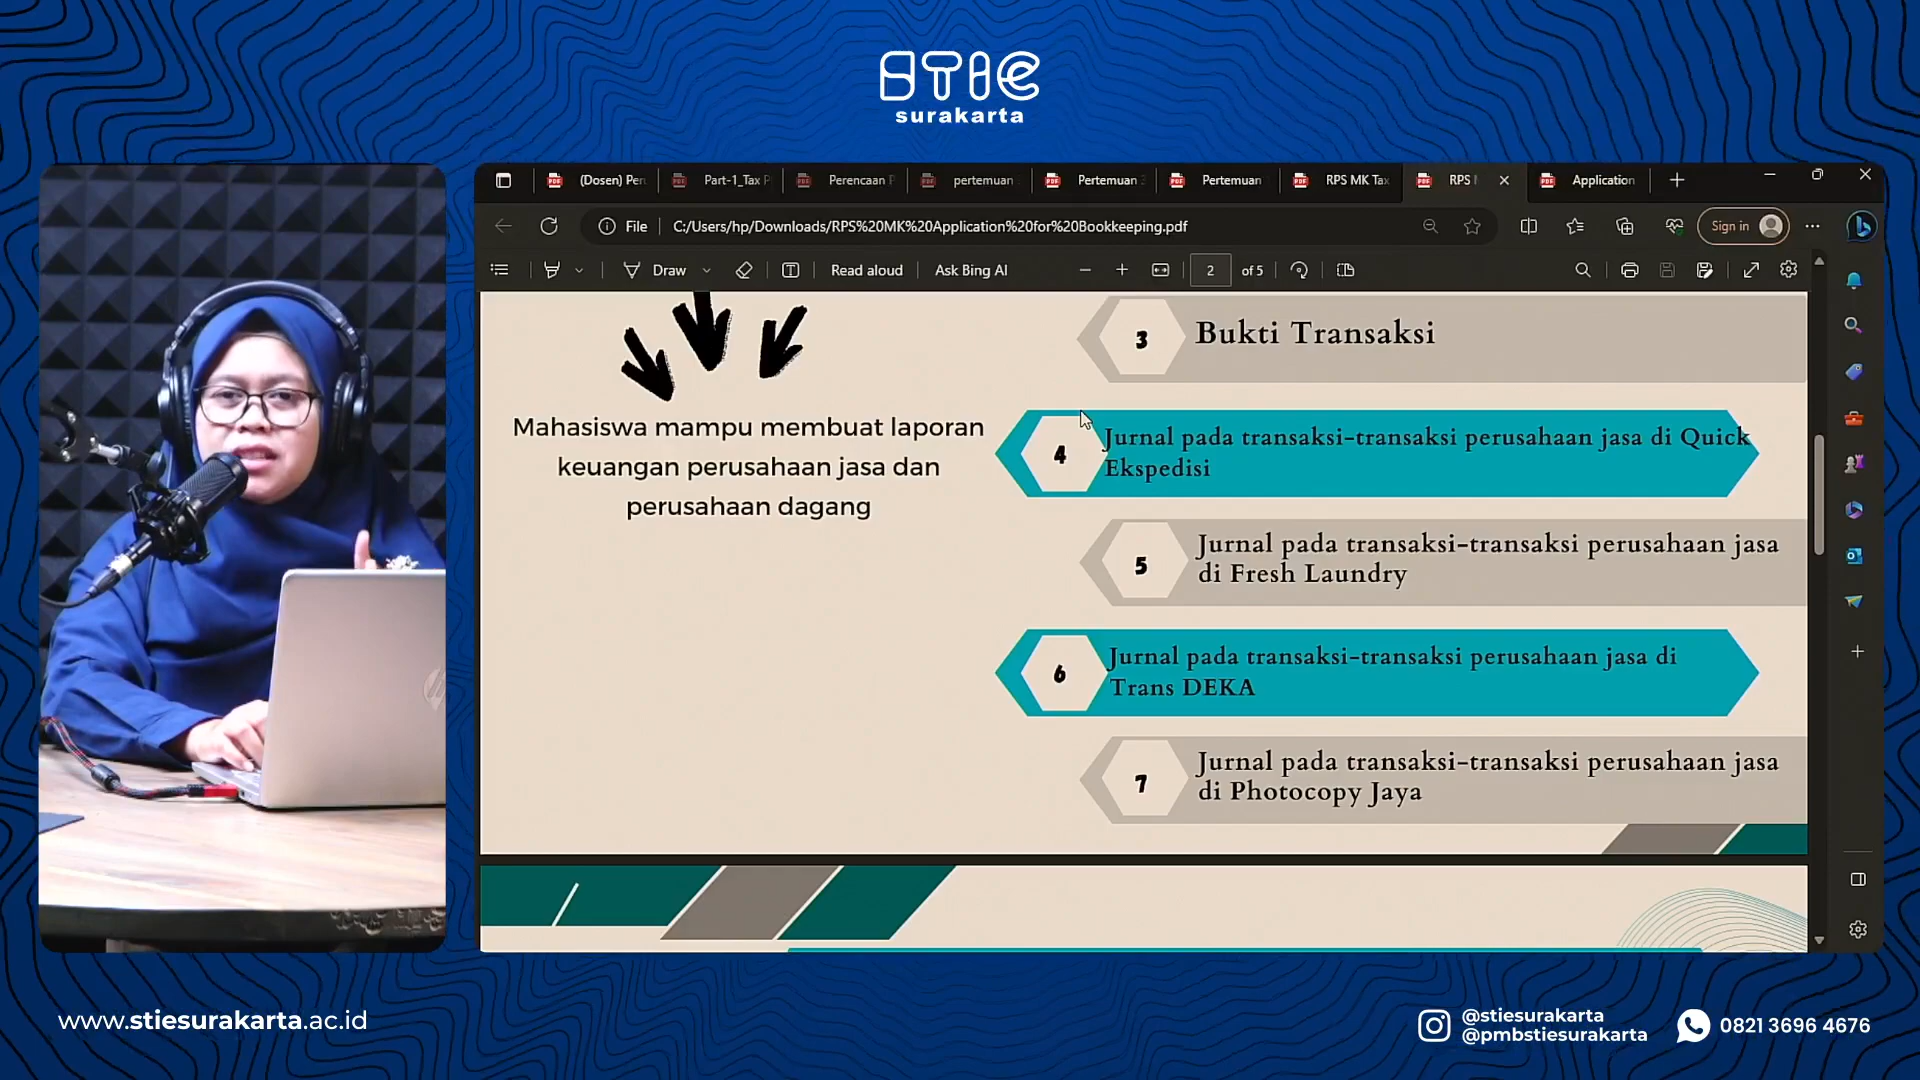 STIE
surakarta
(Dosen) Per
Part-1_Tax P
Perencaan P
pertemuan
Pertemuan 3
Pertemuan
RPS MK Tax
RPS M
Application
File
C:/Users/hp/Downloads/RPS%20MK%20Application%20for%20Bookkeeping.pdf
Sign in
Draw
Read aloud
Ask Bing AI
2
of 5
3
Bukti Transaksi
Mahasiswa mampu membuat laporan
keuangan perusahaan jasa dan
perusahaan dagang
4
Jurnal pada transaksi-transaksi perusahaan jasa di Quick
Ekspedisi
5
Jurnal pada transaksi-transaksi perusahaan jasa
di Fresh Laundry
6
Jurnal pada transaksi-transaksi perusahaan jasa di
Trans DEKA
7
Jurnal pada transaksi-transaksi perusahaan jasa
di Photocopy Jaya
www.stiesurakarta.ac.id
@stiesurakarta
@pmbstiesurakarta
0821 3696 4676